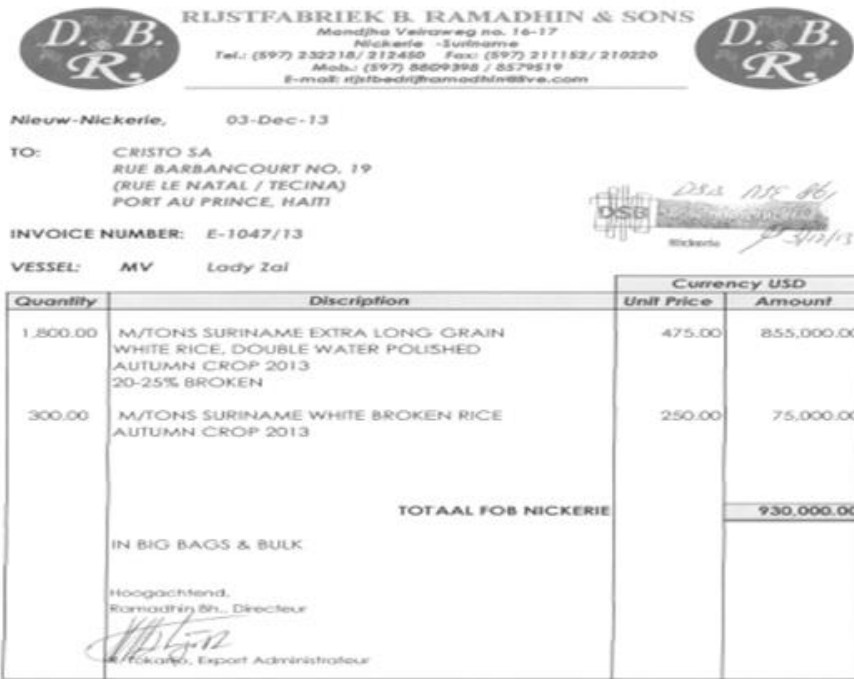 D. B. R.
RIJSTFABRIEK B. RAMADHIN & SONS
Mandjha Veiraweg no. 16-17
Nickerie -Suriname
Tel.: (597) 232218/ 212450 Fax: (597) 211152/ 210220
Mob.: (597) 8809398 / 8579519
E-mail: rijstbedrijframadhin@live.com
D. B. R.
Nieuw-Nickerie, 03-Dec-13
TO: CRISTO SA
RUE BARBANCOURT NO. 19
(RUE LE NATAL / TECINA)
PORT AU PRINCE, HAITI
DSB
Nickerie
INVOICE NUMBER: E-1047/13
VESSEL: MV Lady Zai
Currency USD
Quantity Discription Unit Price Amount
1,800.00 M/TONS SURINAME EXTRA LONG GRAIN 475.00 855,000.00
WHITE RICE, DOUBLE WATER POLISHED
AUTUMN CROP 2013
20-25% BROKEN
300.00 M/TONS SURINAME WHITE BROKEN RICE 250.00 75,000.00
AUTUMN CROP 2013
TOTAAL FOB NICKERIE 930,000.00
IN BIG BAGS & BULK
Hoogachtend,
Ramadhin Bh., Directeur
Export Administrateur